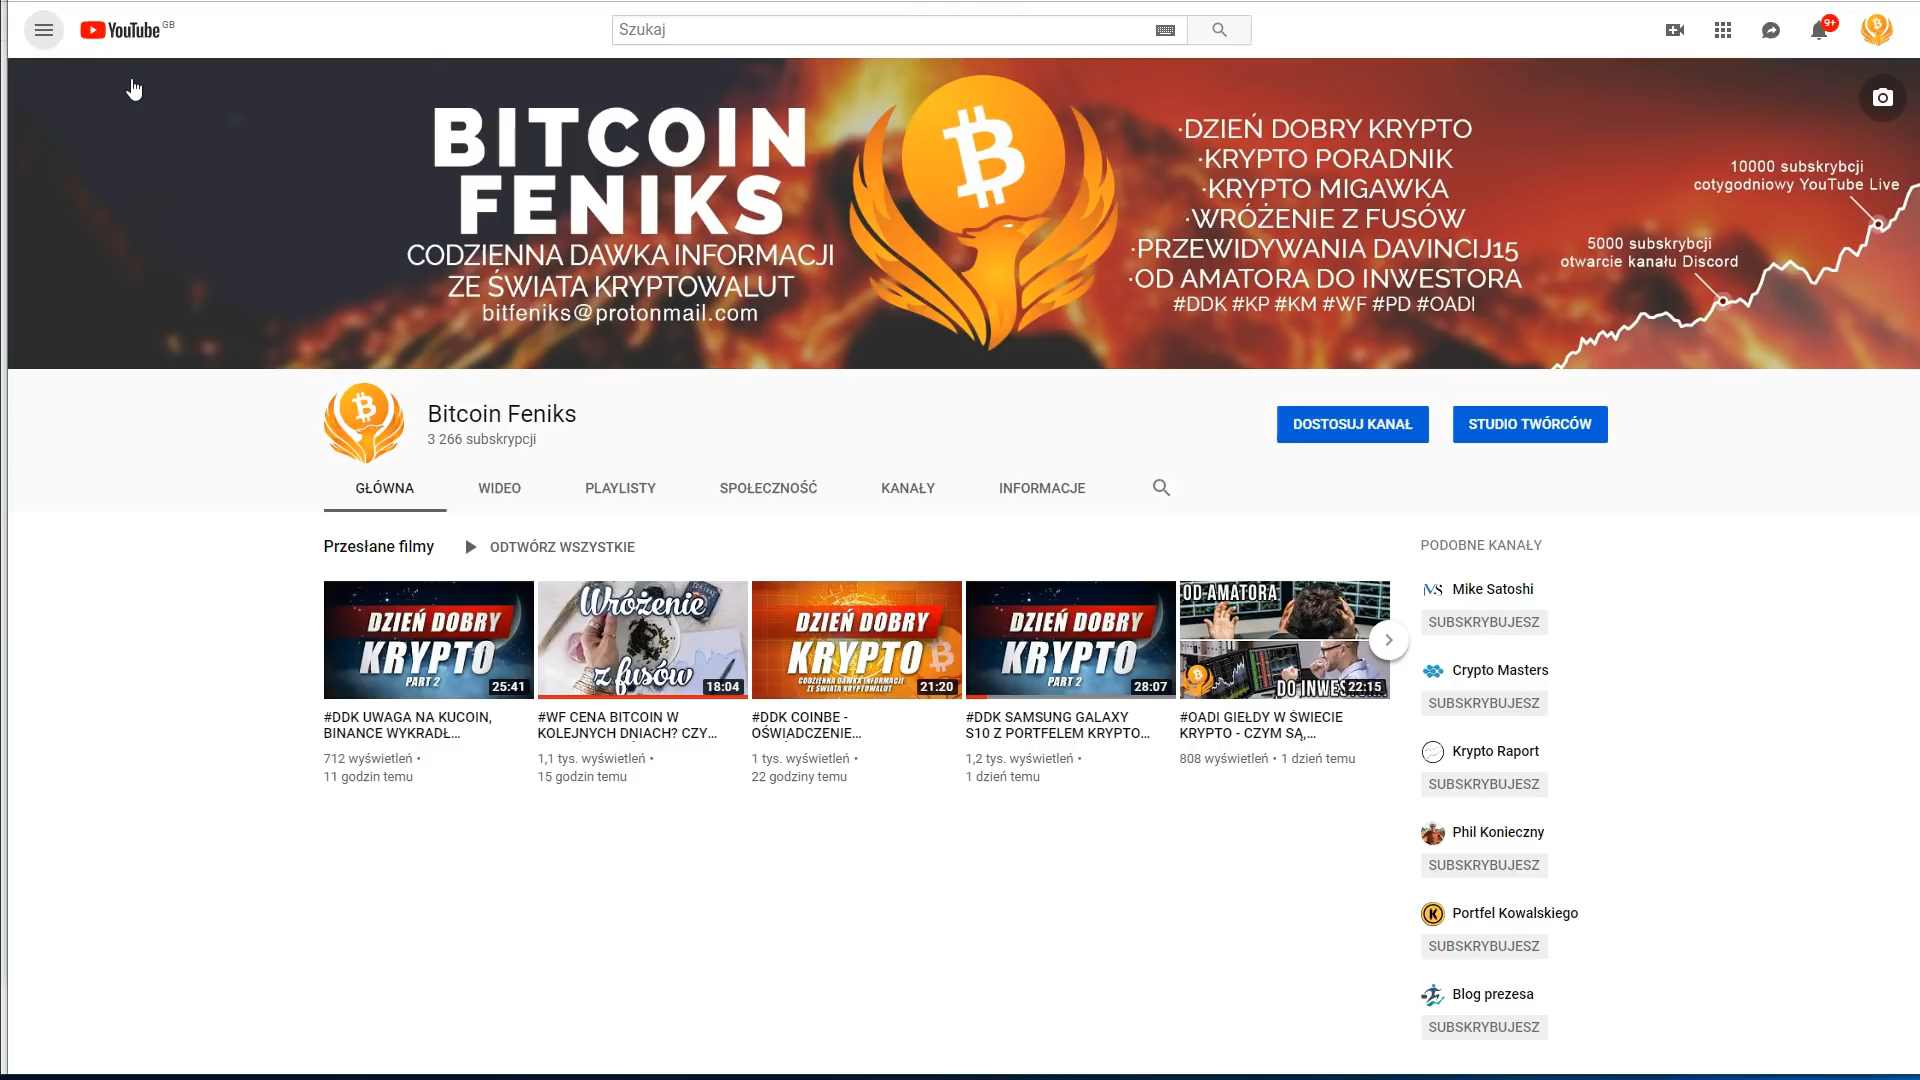 YouTube GB
Szukaj
9+
BITCOIN
FENIKS
CODZIENNA DAWKA INFORMACJI
ZE ŚWIATA KRYPTOWALUT
bitfeniks@protonmail.com
·DZIEŃ DOBRY KRYPTO
·KRYPTO PORADNIK
·KRYPTO MIGAWKA
·WRÓŻENIE Z FUSÓW
·PRZEWIDYWANIA DAVINCIJ15
·OD AMATORA DO INWESTORA
#DDK #KP #KM #WF #PD #OADI
10000 subskrybcji
cotygodniowy YouTube Live
5000 subskrybcji
otwarcie kanału Discord
Bitcoin Feniks
3 266 subskrypcji
DOSTOSUJ KANAŁ
STUDIO TWÓRCÓW
GŁÓWNA
WIDEO
PLAYLISTY
SPOŁECZNOŚĆ
KANAŁY
INFORMACJE
Przesłane filmy
ODTWÓRZ WSZYSTKIE
DZIEŃ DOBRY
KRYPTO
PART 2
25:41
#DDK UWAGA NA KUCOIN,
BINANCE WYKRADŁ...
712 wyświetleń •
11 godzin temu
Wróżenie
z fusów
18:04
#WF CENA BITCOIN W
KOLEJNYCH DNIACH? CZY...
1,1 tys. wyświetleń •
15 godzin temu
DZIEŃ DOBRY
KRYPTO
CODZIENNA DAWKA INFORMACJI
ZE ŚWIATA KRYPTOWALUT
21:20
#DDK COINBE -
OŚWIADCZENIE...
1 tys. wyświetleń •
22 godziny temu
DZIEŃ DOBRY
KRYPTO
PART 2
28:07
#DDK SAMSUNG GALAXY
S10 Z PORTFELEM KRYPTO...
1,2 tys. wyświetleń •
1 dzień temu
OD AMATORA
22:15
#OADI GIEŁDY W ŚWIECIE
KRYPTO - CZYM SĄ,...
808 wyświetleń • 1 dzień temu
PODOBNE KANAŁY
Mike Satoshi
SUBSKRYBUJESZ
Crypto Masters
SUBSKRYBUJESZ
Krypto Raport
SUBSKRYBUJESZ
Phil Konieczny
SUBSKRYBUJESZ
Portfel Kowalskiego
SUBSKRYBUJESZ
Blog prezesa
SUBSKRYBUJESZ